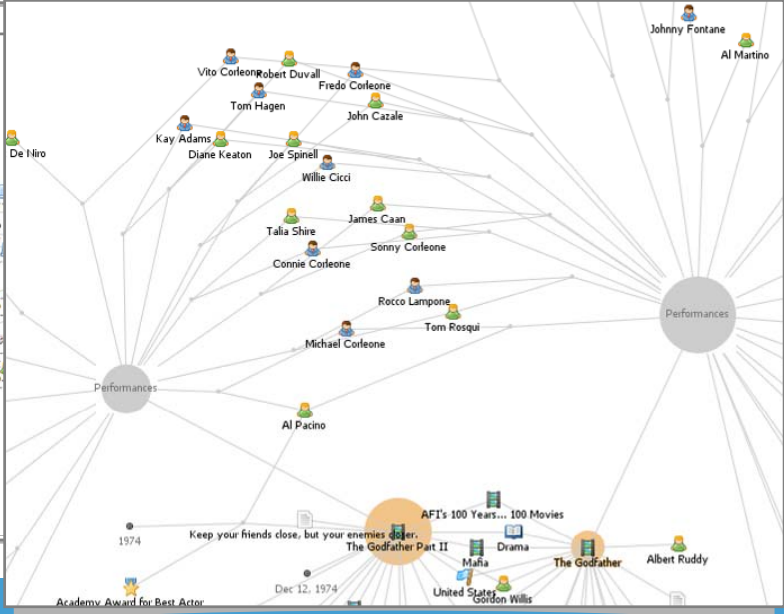 Johnny Fontane
Al Martino
Vito Corleone
Robert Duvall
Fredo Corleone
Tom Hagen
John Cazale
Kay Adams
Diane Keaton
Joe Spinell
De Niro
Willie Cicci
James Caan
Talia Shire
Sonny Corleone
Connie Corleone
Rocco Lampone
Performances
Tom Rosqui
Michael Corleone
Performances
Al Pacino
AFI's 100 Years... 100 Movies
1974
Keep your friends close, but your enemies closer.
The Godfather Part II
Drama
Mafia
The Godfather
Albert Ruddy
Dec 12, 1974
United States
Gordon Willis
Academy Award for Best Actor